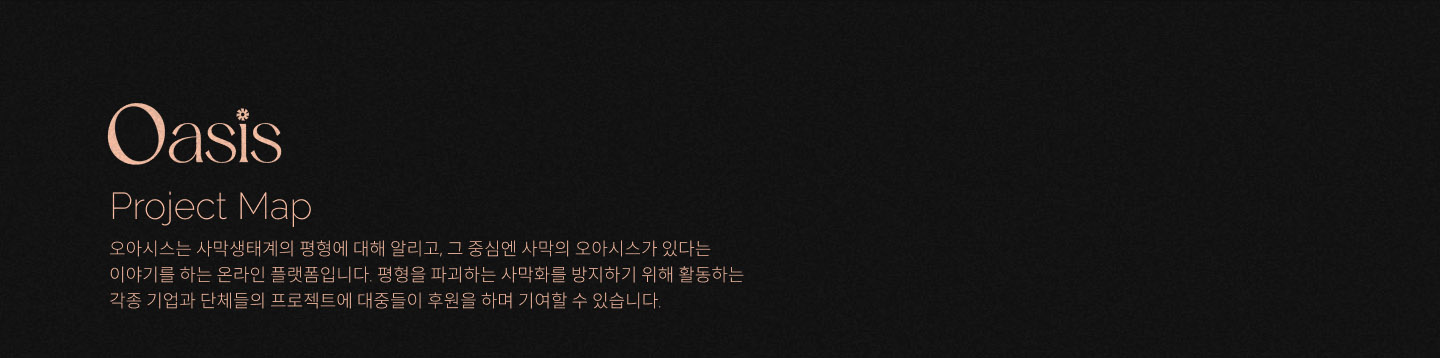 Oasis
Project Map
오아시스는 사막생태계의 평형에 대해 알리고, 그 중심엔 사막의 오아시스가 있다는
이야기를 하는 온라인 플랫폼입니다. 평형을 파괴하는 사막화를 방지하기 위해 활동하는
각종 기업과 단체들의 프로젝트에 대중들이 후원을 하며 기여할 수 있습니다.